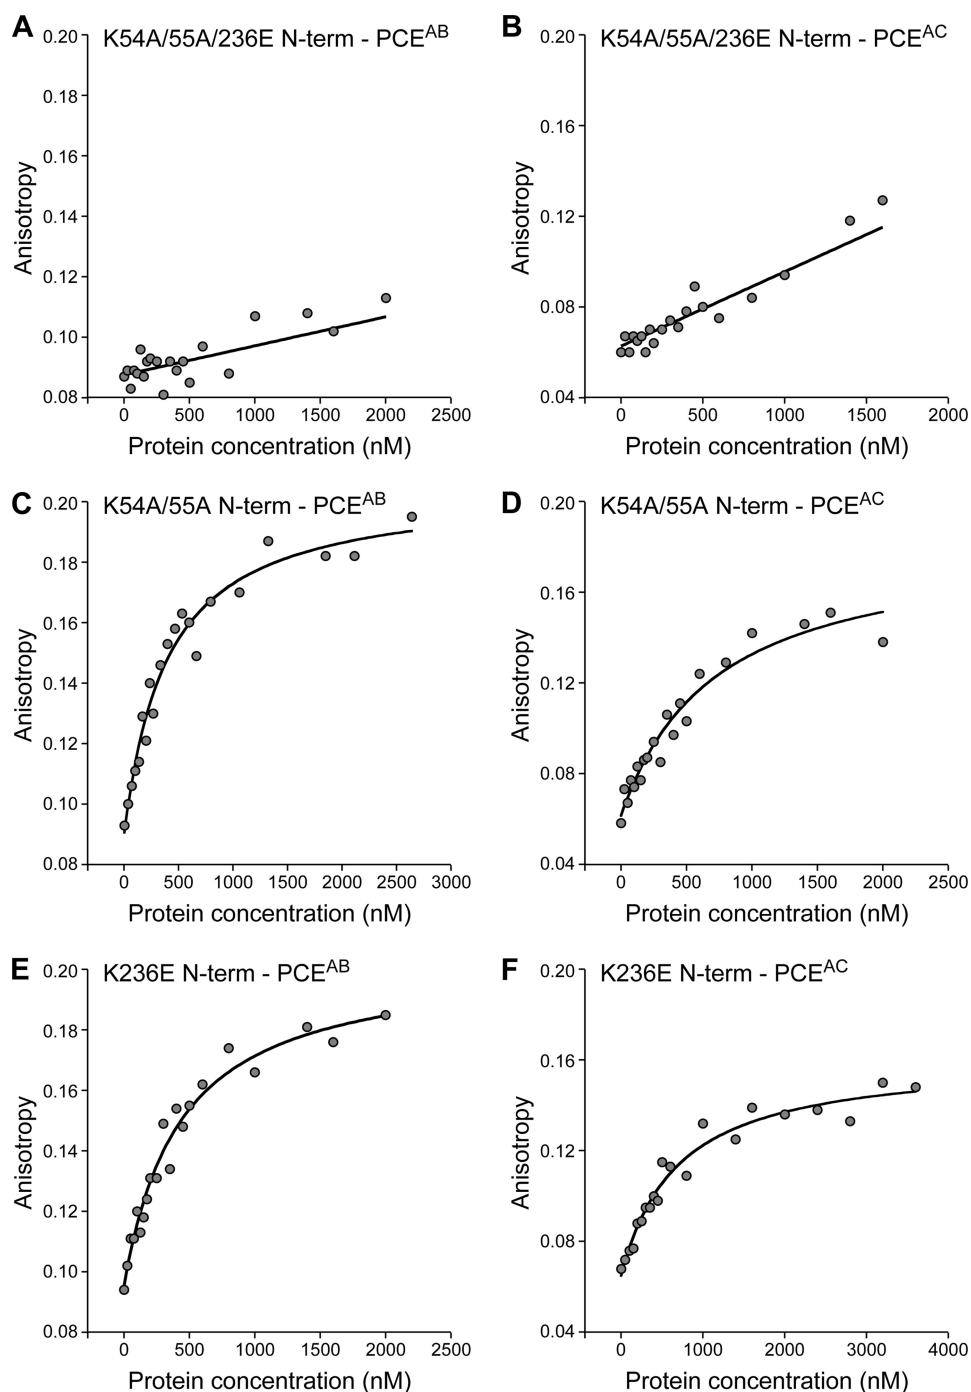 A K54A/55A/236E N-term - PCE^AB
0.20
0.18
0.16
0.14
0.12
0.10
0.08
Anisotropy
0 500 1000 1500 2000 2500
Protein concentration (nM)
B K54A/55A/236E N-term - PCE^AC
0.20
0.16
0.12
0.08
0.04
Anisotropy
0 500 1000 1500 2000
Protein concentration (nM)
C K54A/55A N-term - PCE^AB
0.20
0.18
0.16
0.14
0.12
0.10
0.08
Anisotropy
0 500 1000 1500 2000 2500 3000
Protein concentration (nM)
D K54A/55A N-term - PCE^AC
0.20
0.16
0.12
0.08
0.04
Anisotropy
0 500 1000 1500 2000 2500
Protein concentration (nM)
E K236E N-term - PCE^AB
0.20
0.18
0.16
0.14
0.12
0.10
0.08
Anisotropy
0 500 1000 1500 2000 2500
Protein concentration (nM)
F K236E N-term - PCE^AC
0.20
0.16
0.12
0.08
0.04
Anisotropy
0 1000 2000 3000 4000
Protein concentration (nM)